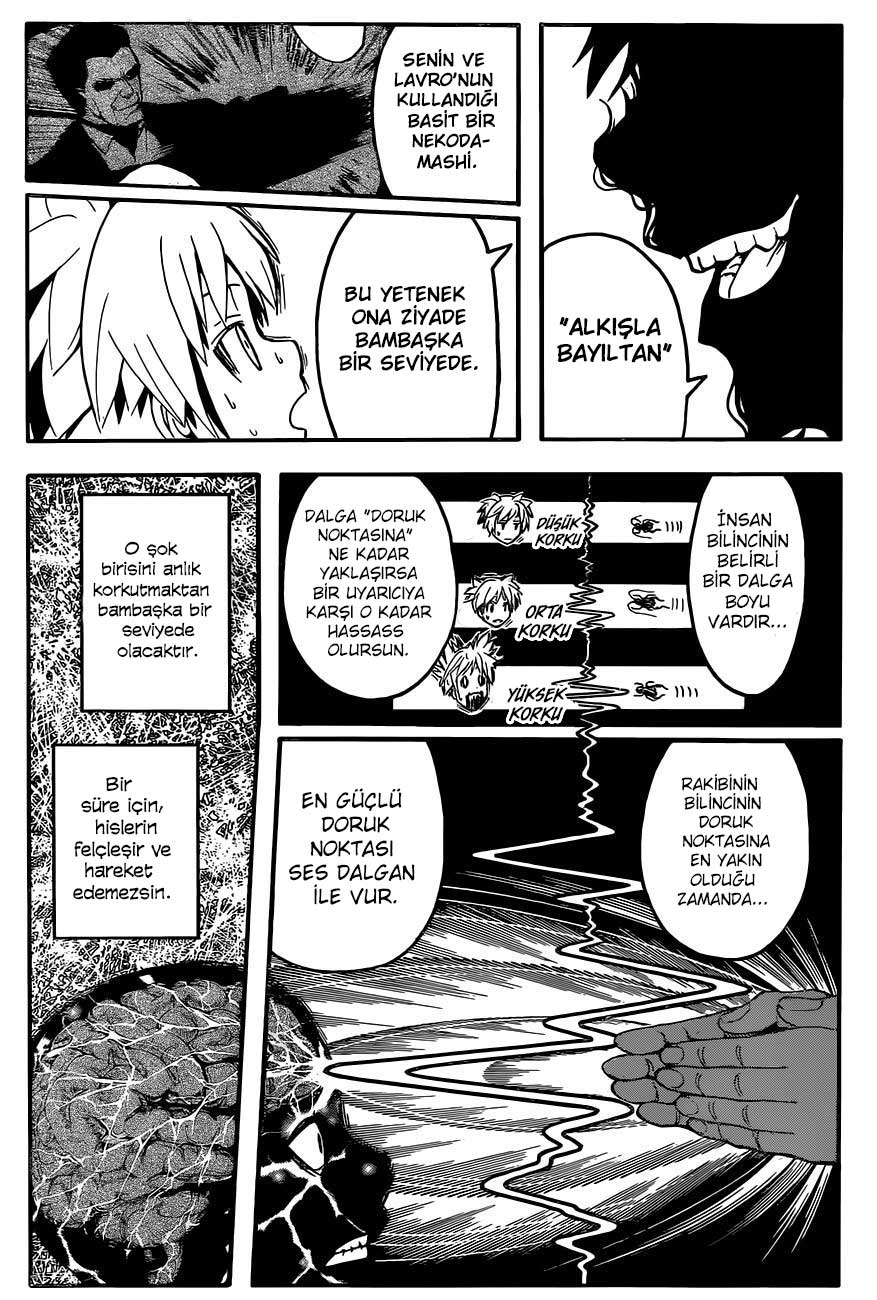 "ALKIŞLA
BAYILTAN"
SENİN VE
LAVRO'NUN
KULLANDIĞI
BASİT BİR
NEKODA-
MASHİ.
BU YETENEK
ONA ZİYADE
BAMBAŞKA
BİR SEVİYEDE.
İNSAN
BİLİNCİNİN
BELİRLİ
BİR DALGA
BOYU
VARDIR...
DÜŞÜK
KORKU
ORTA
KORKU
YÜKSEK
KORKU
DALGA "DORUK
NOKTASINA"
NE KADAR
YAKLAŞIRSA
BİR UYARICIYA
KARŞI O KADAR
HASSASS
OLURSUN.
RAKİBİNİN
BİLİNCİNİN
DORUK
NOKTASINA
EN YAKIN
OLDUĞU
ZAMANDA...
EN GÜÇLÜ
DORUK
NOKTASI
SES DALGAN
İLE VUR.
O şok
birisini anlık
korkutmaktan
bambaşka bir
seviyede
olacaktır.
Bir
süre için,
hislerin
felçleşir ve
hareket
edemezsin.